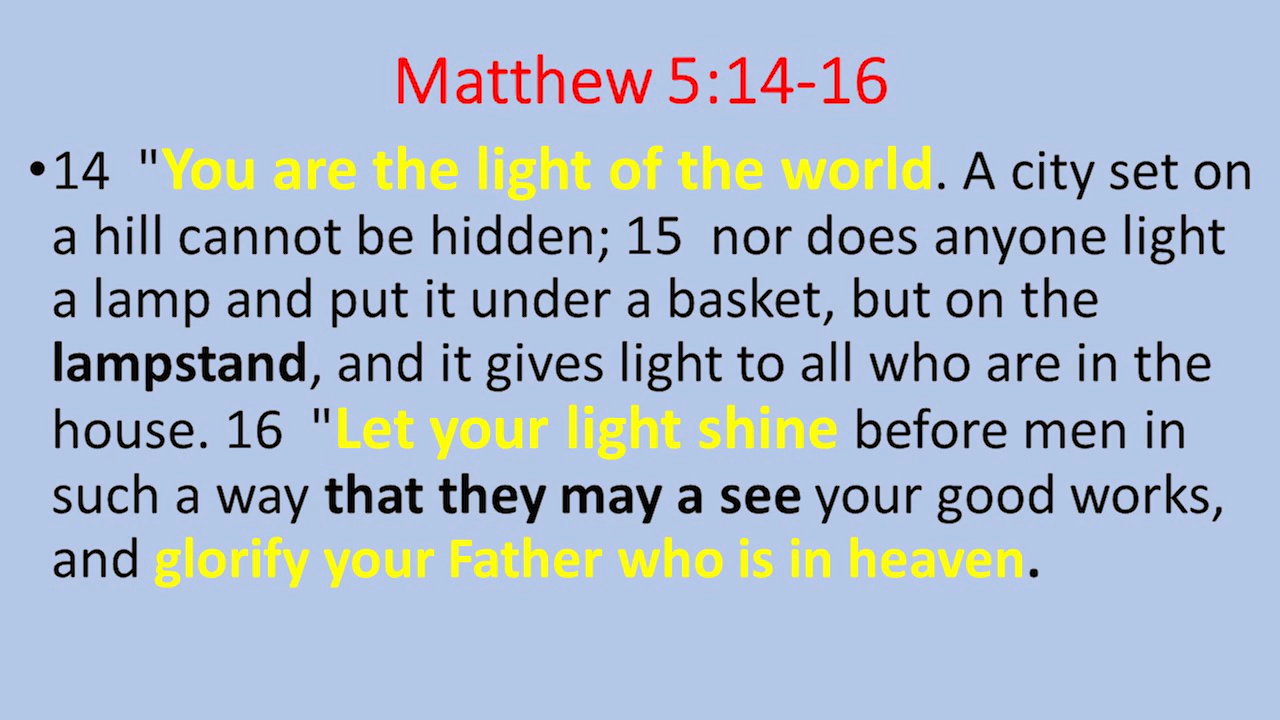 Matthew 5:14-16
•14  "You are the light of the world. A city set on
a hill cannot be hidden; 15  nor does anyone light
a lamp and put it under a basket, but on the
lampstand, and it gives light to all who are in the
house. 16  "Let your light shine before men in
such a way that they may a see your good works,
and glorify your Father who is in heaven.